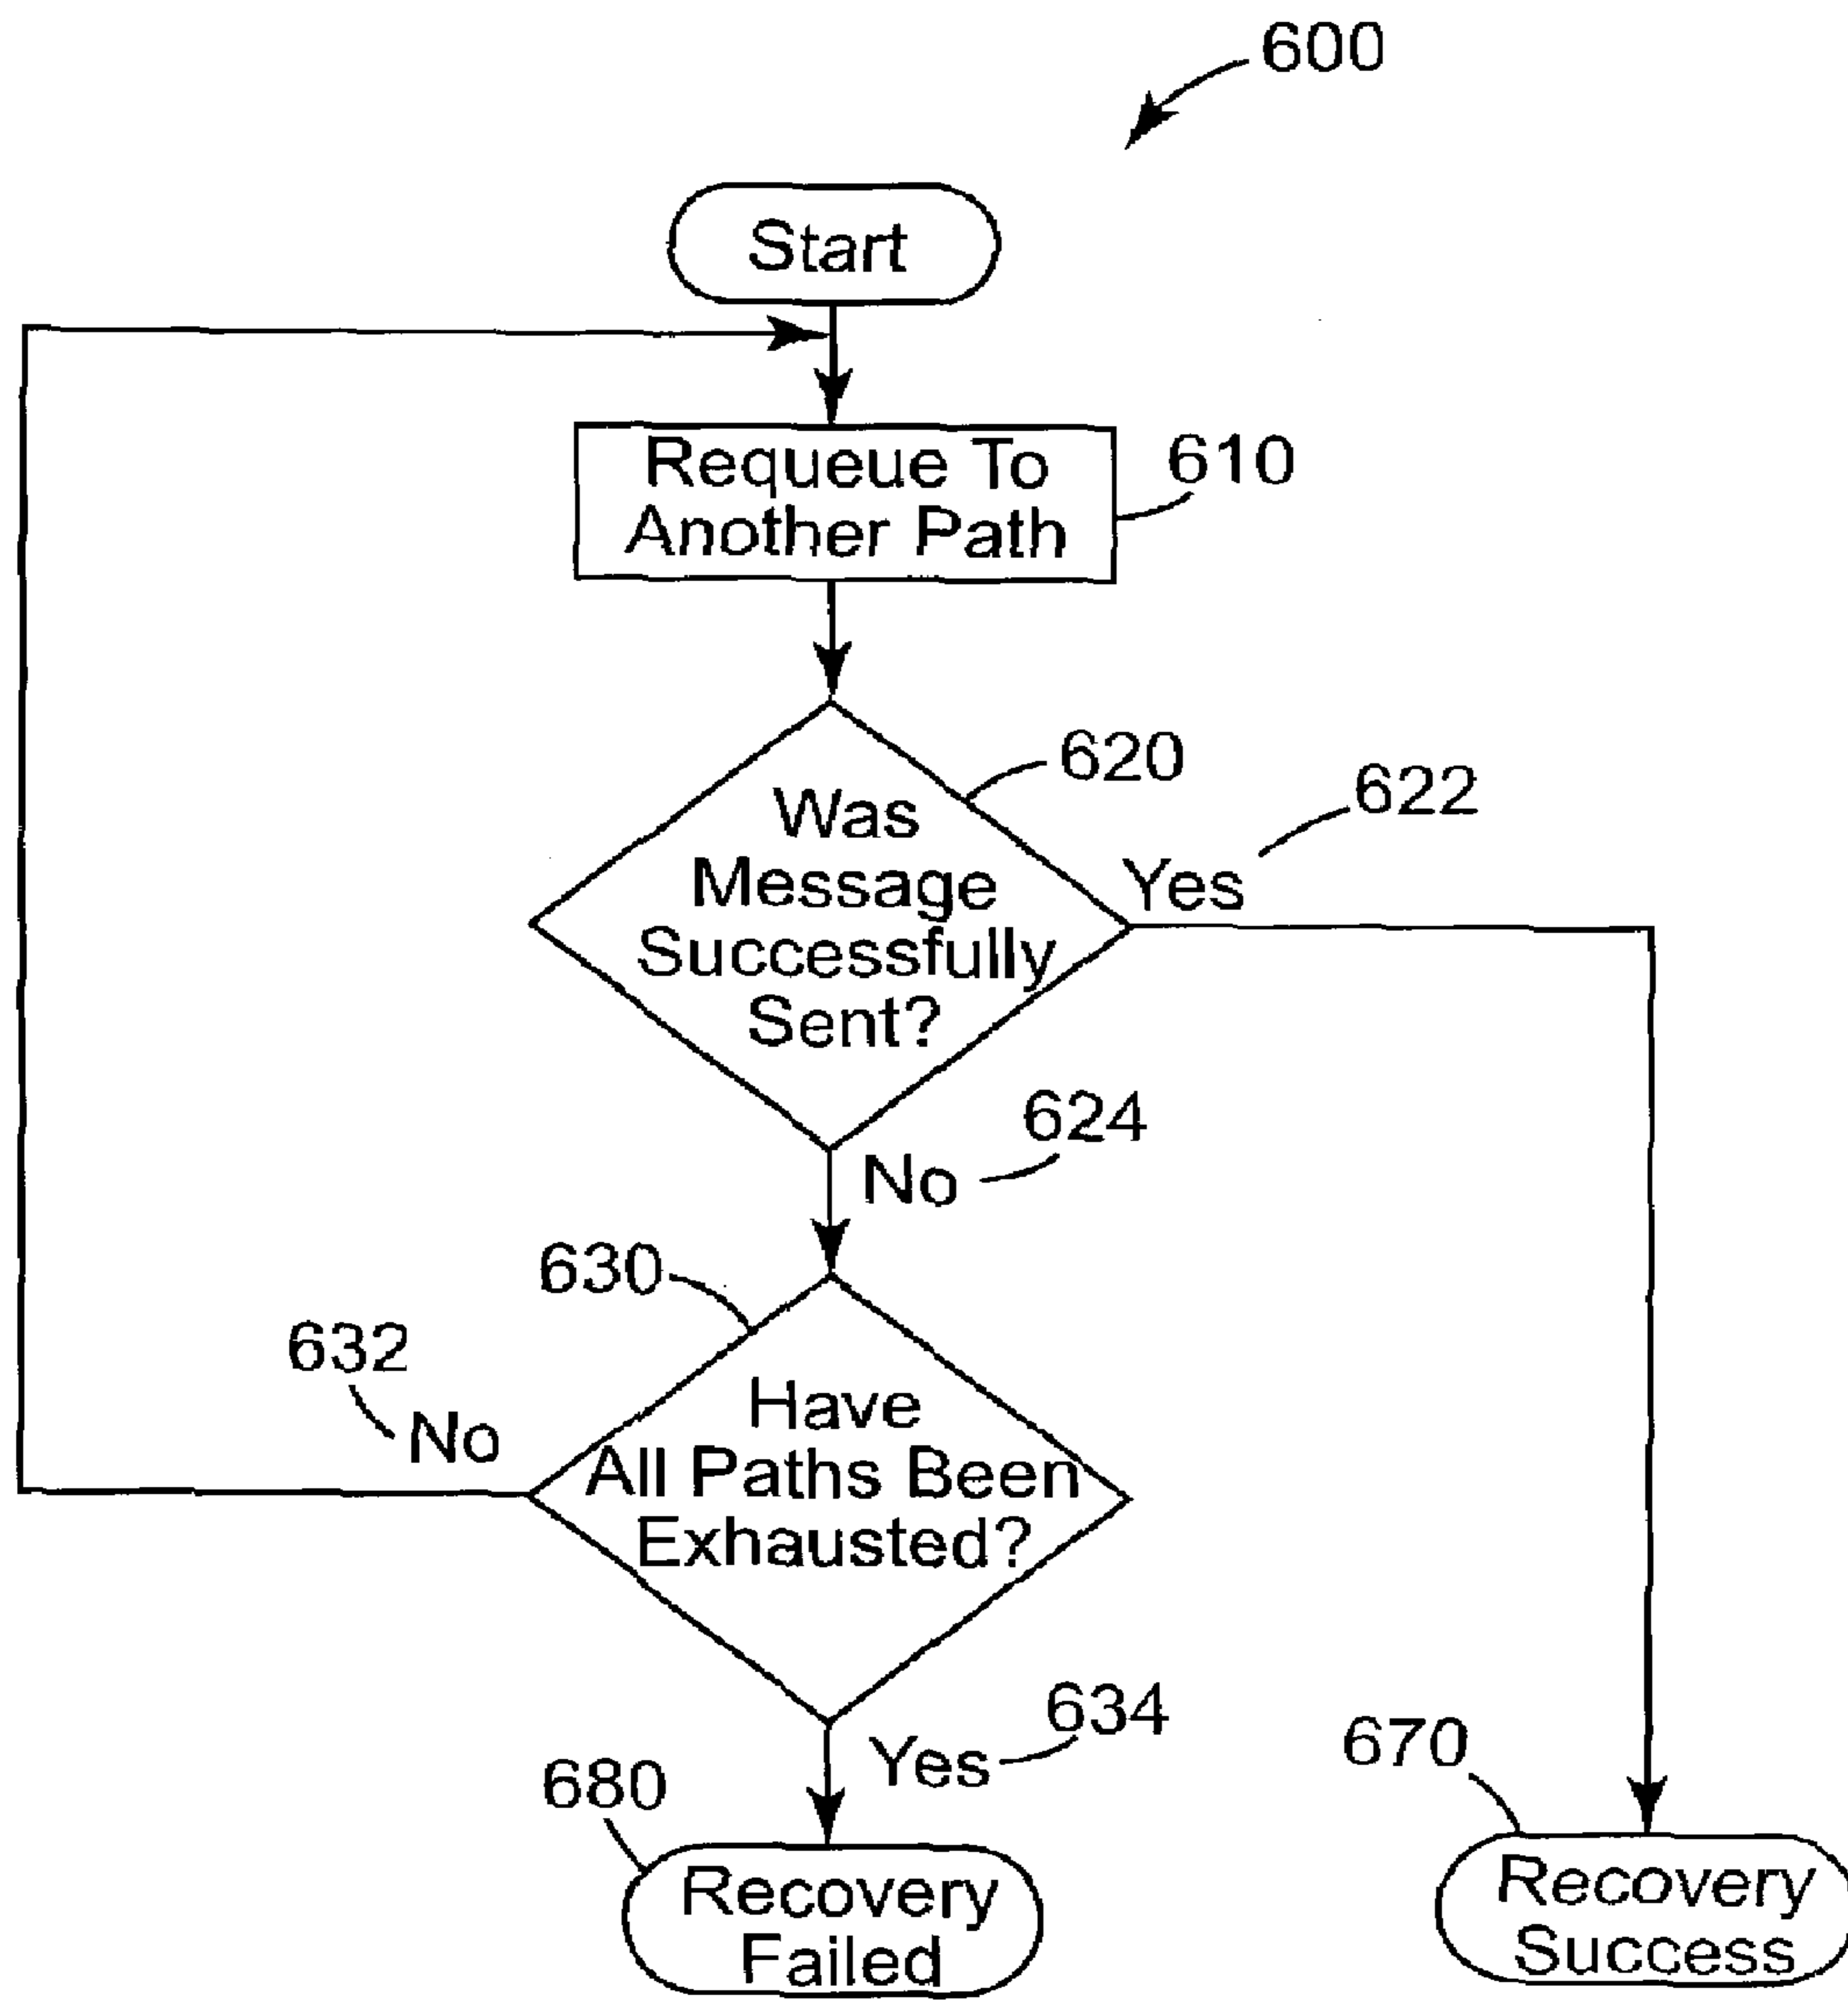 600
Start
Requeue To
Another Path
610
620
622
Was
Message
Successfully
Sent?
Yes
624
No
630
632
No
Have
All Paths Been
Exhausted?
634
Yes
670
680
Recovery
Failed
Recovery
Success